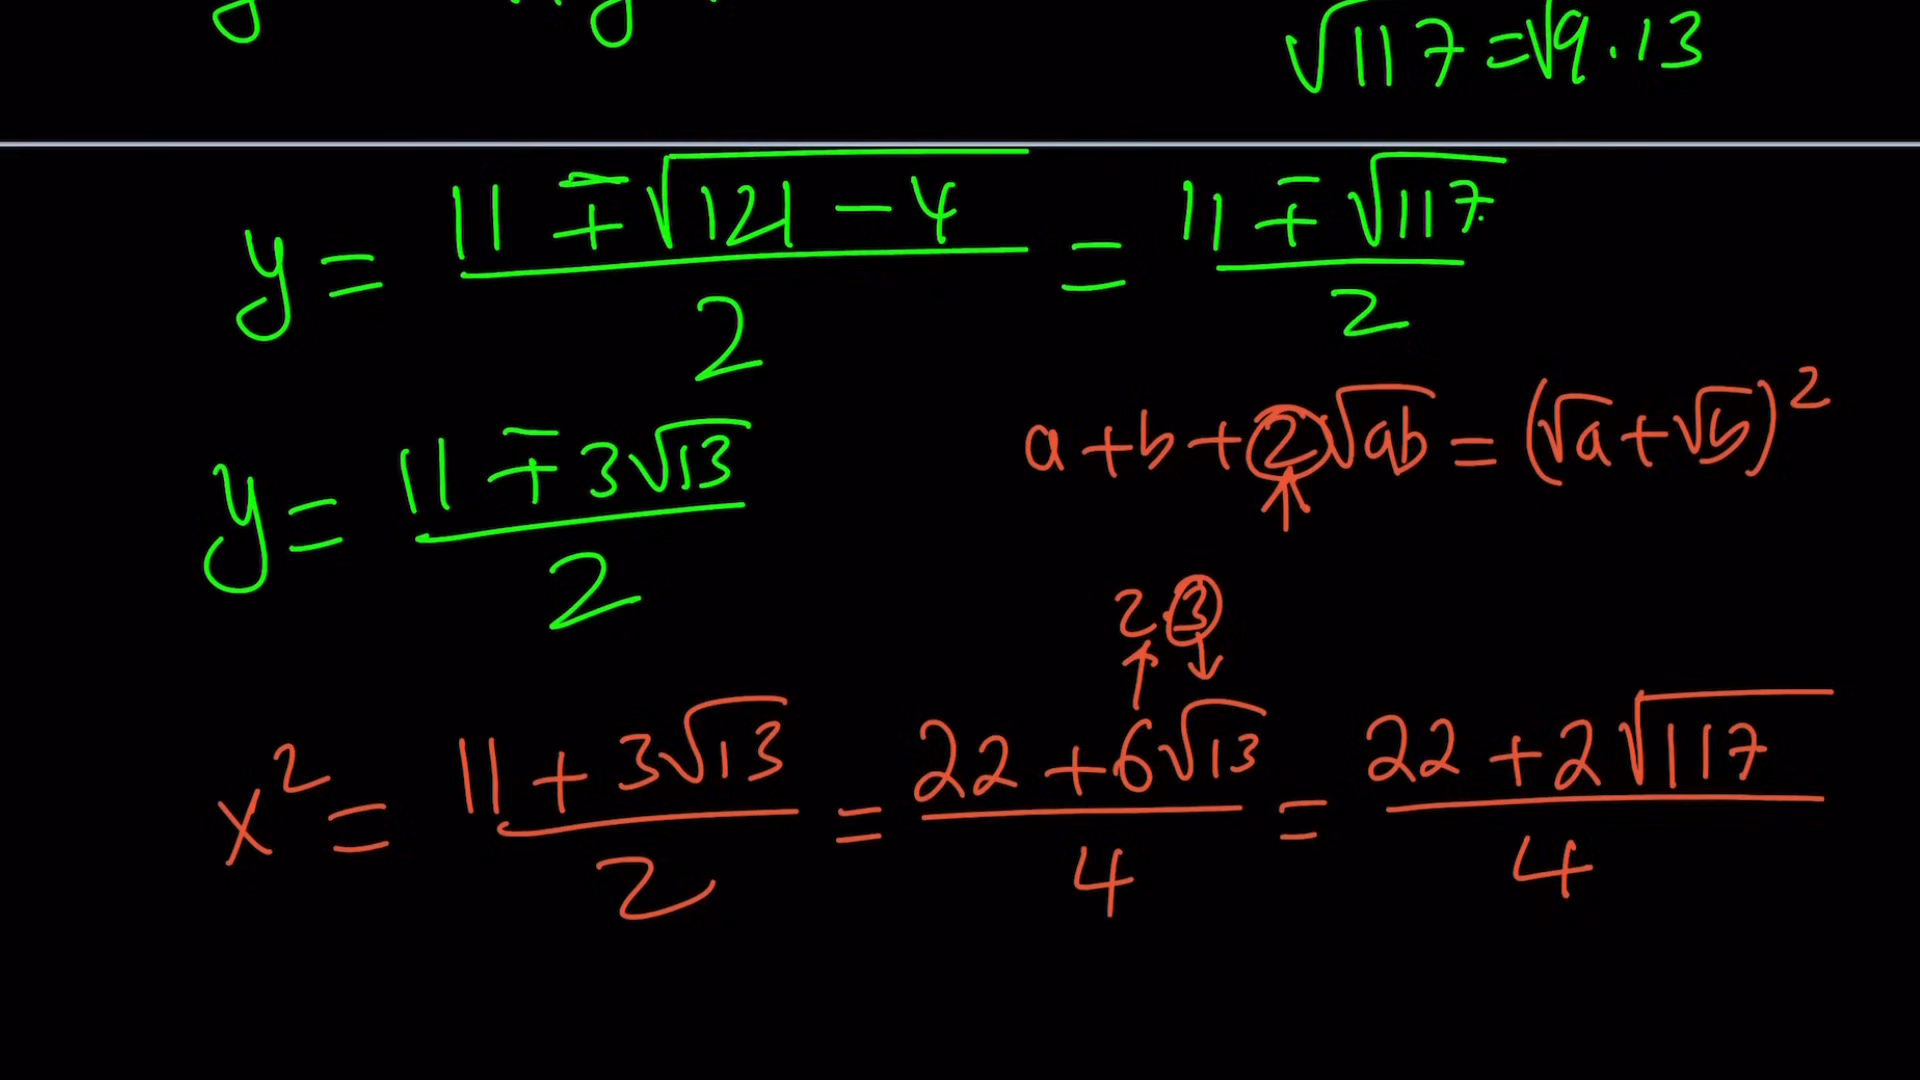 √117 = √9.13
y = (11 ∓ √(121 − 4))/2 = (11 ∓ √117)/2
y = (11 ∓ 3√13)/2
a + b + 2√ab = (√a + √b)²
2.3
x² = (11 + 3√13)/2 = (22 + 6√13)/4 = (22 + 2√117)/4